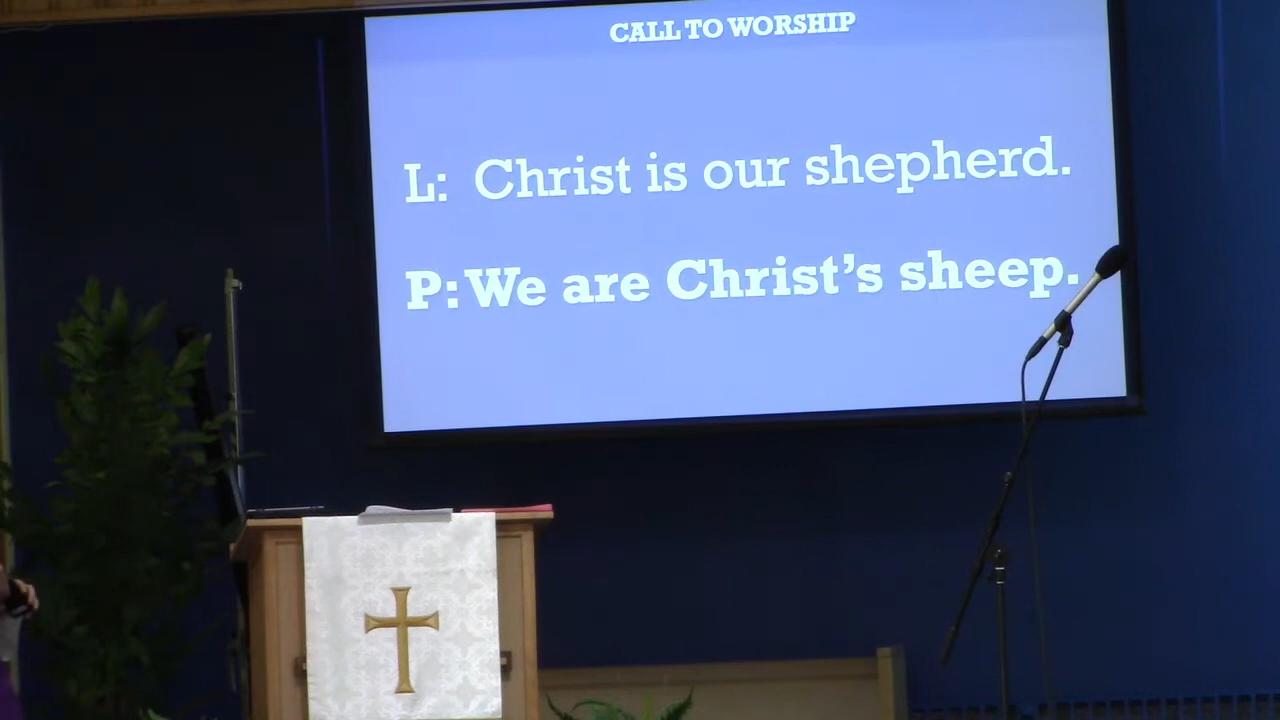 CALL TO WORSHIP
L: Christ is our shepherd.
P: We are Christ’s sheep.